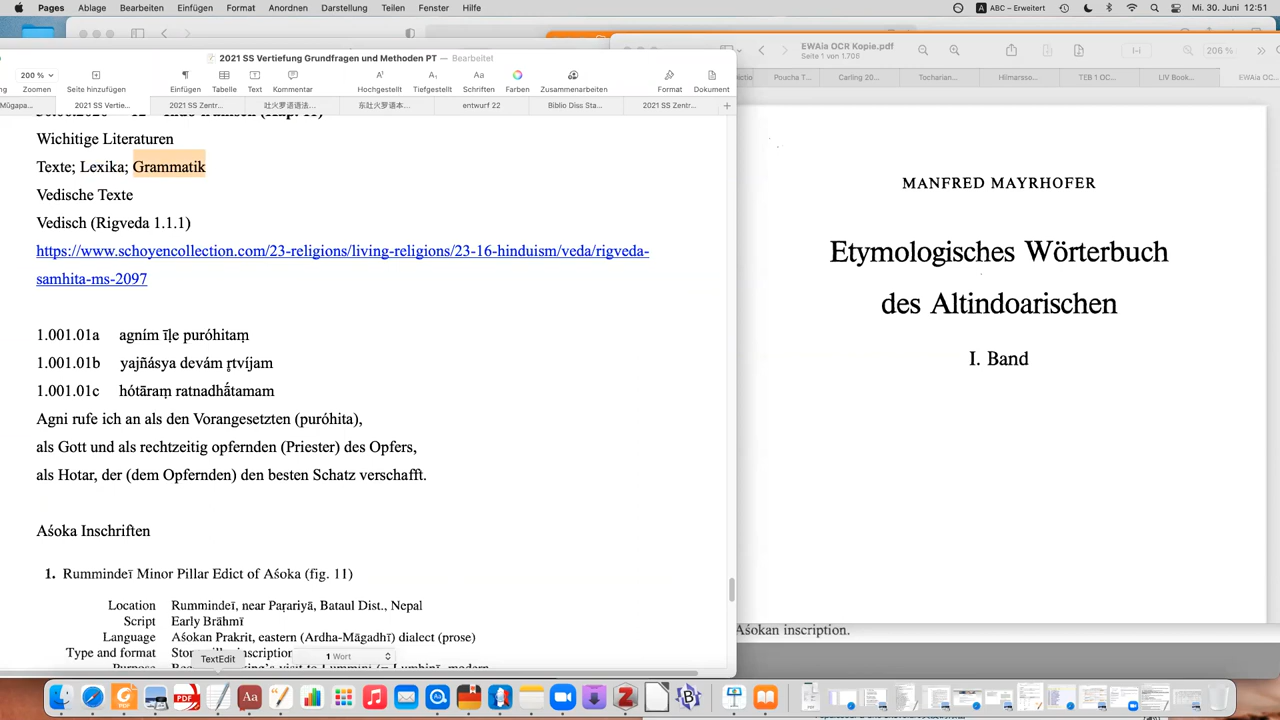 Pages Ablage Bearbeiten Einfügen Format Anordnen Darstellung Teilen Fenster Hilfe
ABC – Erweitert Mi. 30. Juni 12:51
2021 SS Vertiefung Grundfragen und Methoden PT — Bearbeitet
200 %
Zoomen Seite hinzufügen Einfügen Tabelle Text Kommentar Hochgestellt Tiefgestellt Schriften Farben Zusammenarbeiten Format Dokument
Mūgapa... 2021 SS Vertie... 2021 SS Zentr... 吐火罗语语法... 东吐火罗语本... entwurf 22 Biblio Diss Sta... 2021 SS Zentr...
Wichitige Literaturen
Texte; Lexika; Grammatik
Vedische Texte
Vedisch (Rigveda 1.1.1)
https://www.schoyencollection.com/23-religions/living-religions/23-16-hinduism/veda/rigveda-
samhita-ms-2097
1.001.01a agním īḷe puróhitaṃ
1.001.01b yajñásya devám r̥tvíjam
1.001.01c hótāraṃ ratnadhā́tamam
Agni rufe ich an als den Vorangesetzten (puróhita),
als Gott und als rechtzeitig opfernden (Priester) des Opfers,
als Hotar, der (dem Opfernden) den besten Schatz verschafft.
Aśoka Inschriften
1. Rummindeī Minor Pillar Edict of Aśoka (fig. 11)
Location Rummindeī, near Paṛariyā, Bataul Dist., Nepal
Script Early Brāhmī
Language Aśokan Prakrit, eastern (Ardha-Māgadhī) dialect (prose)
Type and format
1 Wort
TextEdit
EWAia OCR Kopie.pdf
Seite 1 von 1.708
206 %
Poucha T... Carling 20... Tocharian... Hilmarsso... TEB 1 OC... LIV Book... EWAia OC...
MANFRED MAYRHOFER
Etymologisches Wörterbuch
des Altindoarischen
I. Band
Aśokan inscription.
PDF
Aa